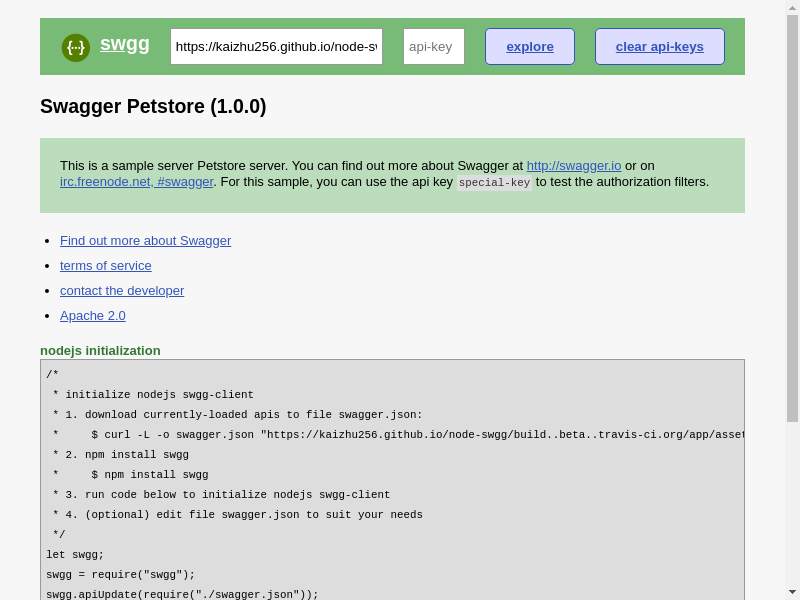 {···} swgg https://kaizhu256.github.io/node-sv api-key explore clear api-keys
Swagger Petstore (1.0.0)
This is a sample server Petstore server. You can find out more about Swagger at http://swagger.io or on
irc.freenode.net, #swagger. For this sample, you can use the api key special-key to test the authorization filters.
Find out more about Swagger
terms of service
contact the developer
Apache 2.0
nodejs initialization
/*
* initialize nodejs swgg-client
* 1. download currently-loaded apis to file swagger.json:
*     $ curl -L -o swagger.json "https://kaizhu256.github.io/node-swgg/build..beta..travis-ci.org/app/asset
* 2. npm install swgg
*     $ npm install swgg
* 3. run code below to initialize nodejs swgg-client
* 4. (optional) edit file swagger.json to suit your needs
*/
let swgg;
swgg = require("swgg");
swgg.apiUpdate(require("./swagger.json"));